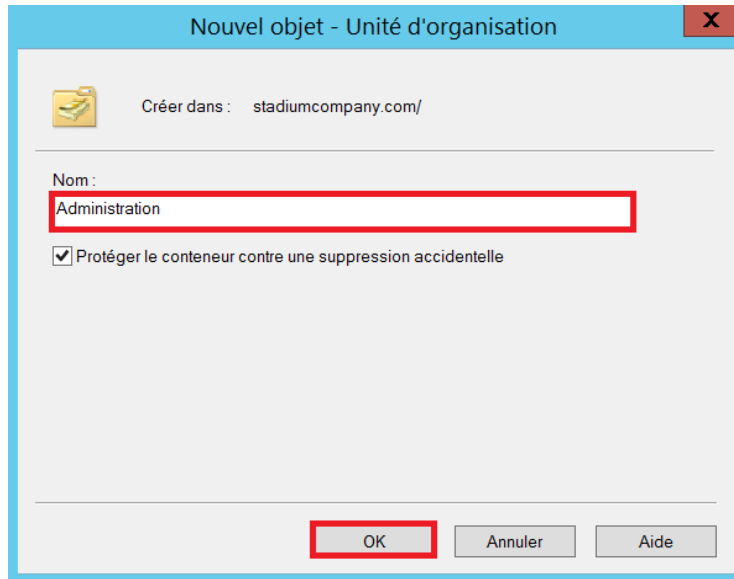 Nouvel objet - Unité d'organisation
X
Créer dans : stadiumcompany.com/
Nom :
Administration
Protéger le conteneur contre une suppression accidentelle
OK Annuler Aide